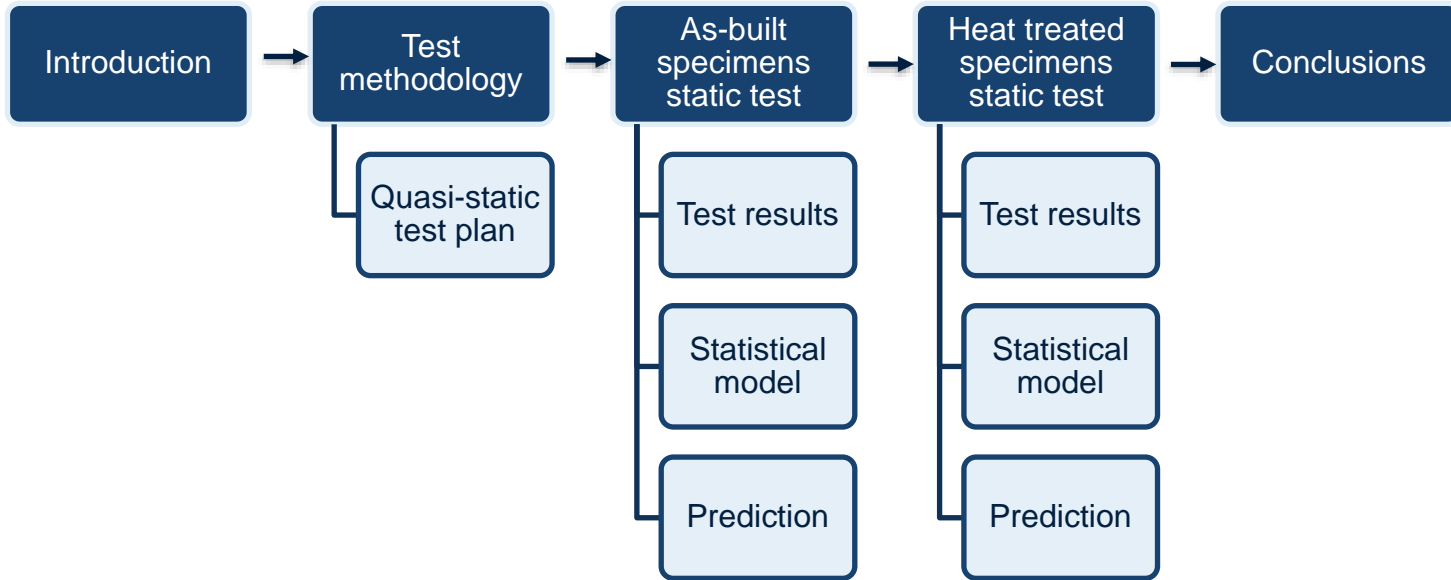 Introduction
Test
methodology
Quasi-static
test plan
As-built
specimens
static test
Test results
Statistical
model
Prediction
Heat treated
specimens
static test
Test results
Statistical
model
Prediction
Conclusions